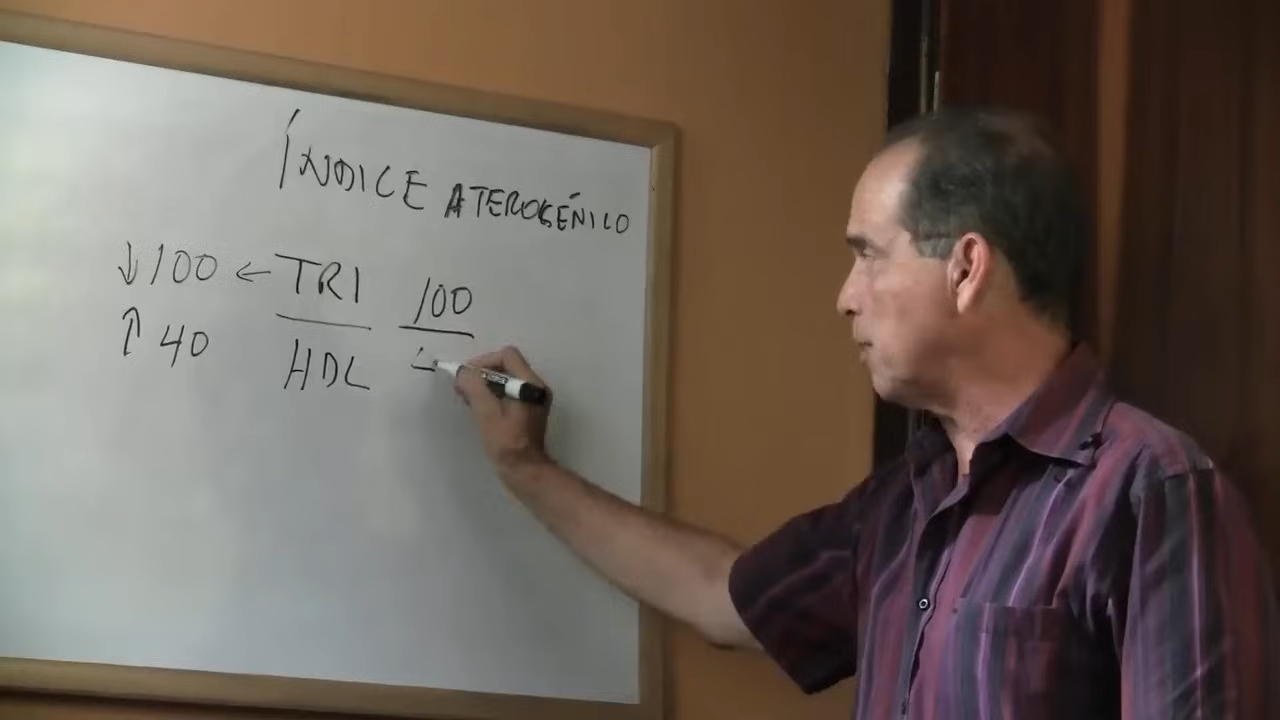 ÍNDICE ATEROGÉNICO
↓100 ← TRI 100
↑ 40 HDL